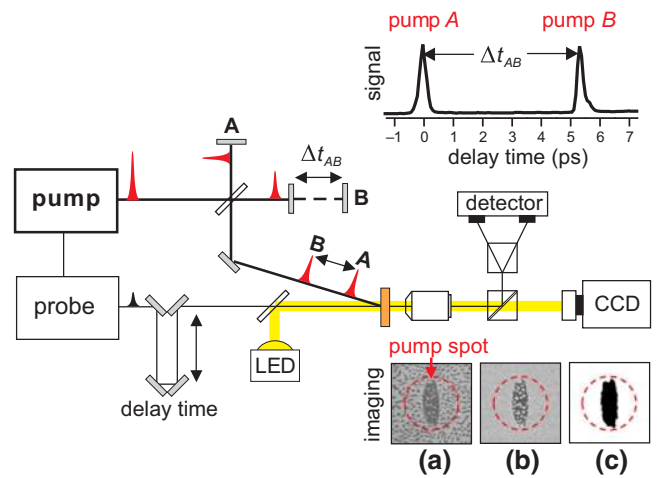 pump A
pump B
Δt_AB
signal
–1 0 1 2 3 4 5 6 7
delay time (ps)
A
Δt_AB
B
pump
detector
B
A
probe
CCD
LED
delay time
pump spot
imaging
(a)
(b)
(c)